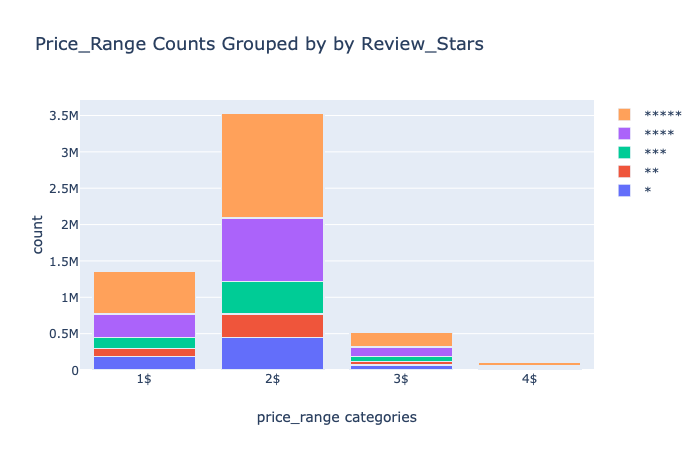 Price_Range Counts Grouped by by Review_Stars
*****
****
***
**
*
count
3.5M
3M
2.5M
2M
1.5M
1M
0.5M
0
1$ 2$ 3$ 4$
price_range categories